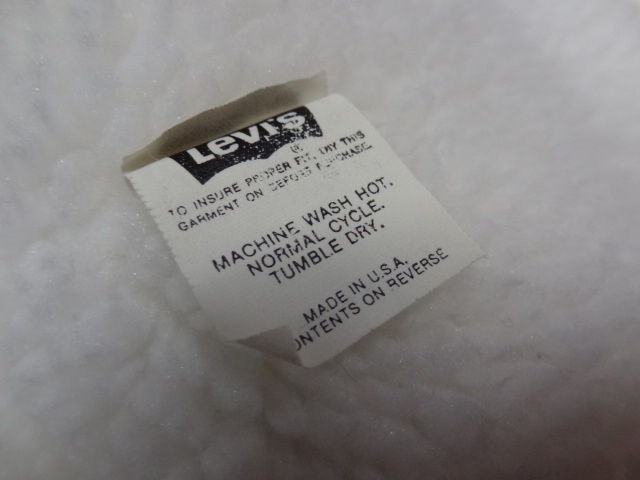 Levi's
TO INSURE PROPER FIT, TRY THIS
GARMENT ON BEFORE PURCHASE.
MACHINE WASH HOT.
NORMAL CYCLE.
TUMBLE DRY.
MADE IN U.S.A.
ONTENTS ON REVERSE